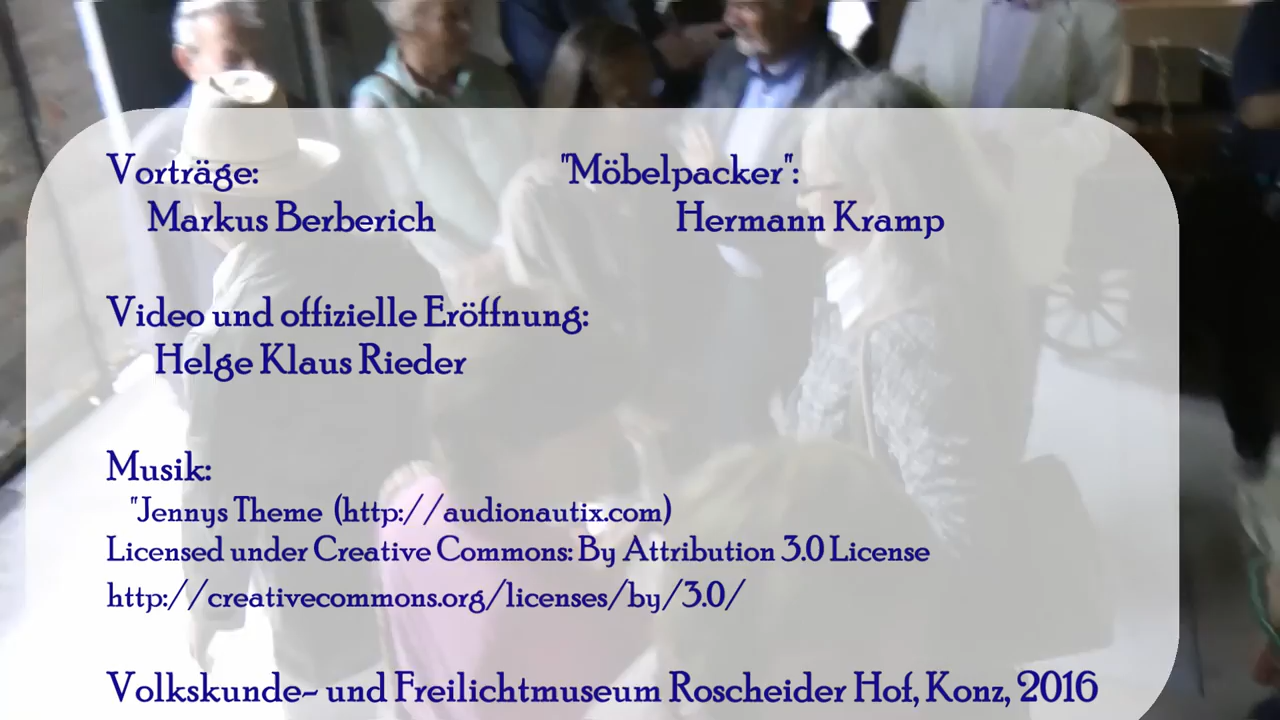 Vorträge:
Markus Berberich
"Möbelpacker":
Hermann Kramp
Video und offizielle Eröffnung:
Helge Klaus Rieder
Musik:
"Jennys Theme (http://audionautix.com)
Licensed under Creative Commons: By Attribution 3.0 License
http://creativecommons.org/licenses/by/3.0/
Volkskunde- und Freilichtmuseum Roscheider Hof, Konz, 2016